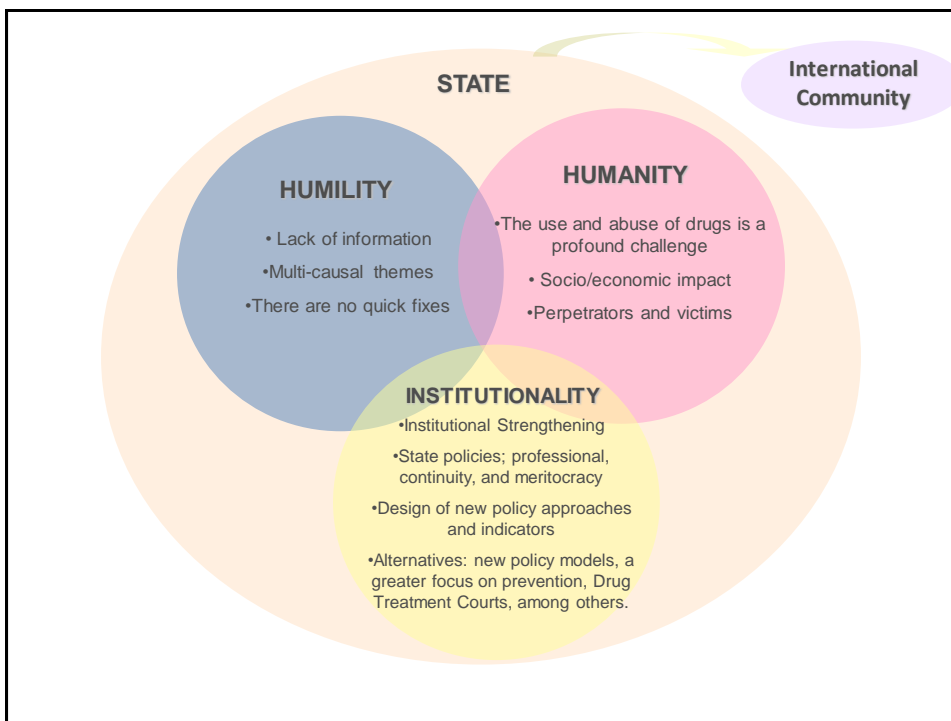 International
Community
STATE
HUMILITY
• Lack of information
•Multi-causal themes
•There are no quick fixes
HUMANITY
•The use and abuse of drugs is a
profound challenge
• Socio/economic impact
•Perpetrators and victims
INSTITUTIONALITY
•Institutional Strengthening
•State policies; professional,
continuity, and meritocracy
•Design of new policy approaches
and indicators
•Alternatives: new policy models, a
greater focus on prevention, Drug
Treatment Courts, among others.